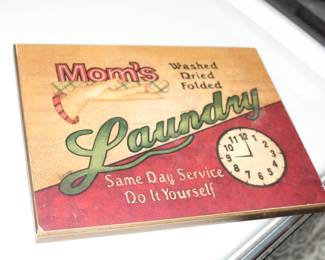 Mom's
Washed
Dried
Folded
Laundry
Same Day Service
Do It Yourself